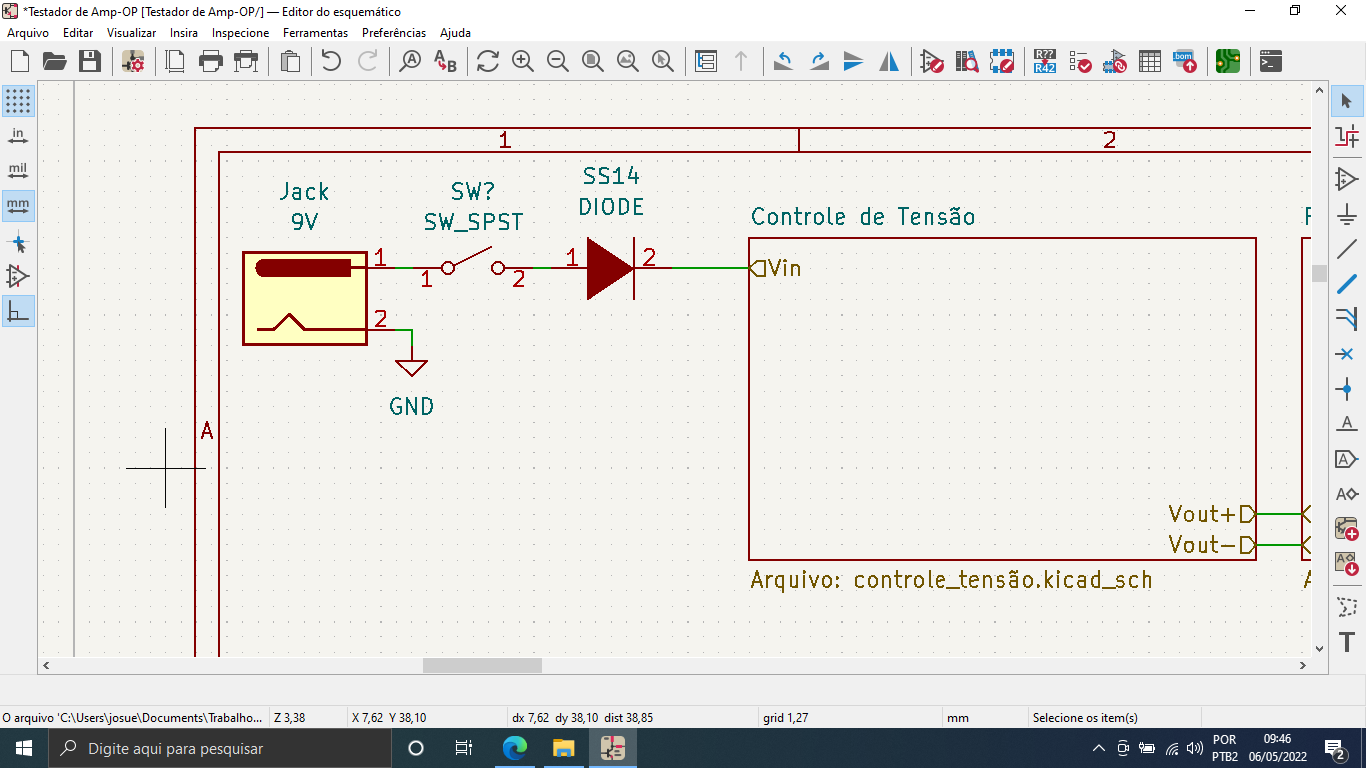 *Testador de Amp-OP [Testador de Amp-OP/] — Editor do esquemático
Arquivo Editar Visualizar Insira Inspecione Ferramentas Preferências Ajuda
R??
R42
bom
in
mil
mm
1 2
A
Jack
9V
1
2
GND
SW?
SW_SPST
1
2
SS14
DIODE
1
2
Controle de Tensão
Vin
Vout+
Vout-
Arquivo: controle_tensão.kicad_sch
O arquivo 'C:\Users\josue\Documents\Trabalho... Z 3,38 X 7,62 Y 38,10 dx 7,62 dy 38,10 dist 38,85 grid 1,27 mm Selecione os item(s)
Digite aqui para pesquisar
POR
PTB2
09:46
06/05/2022
2